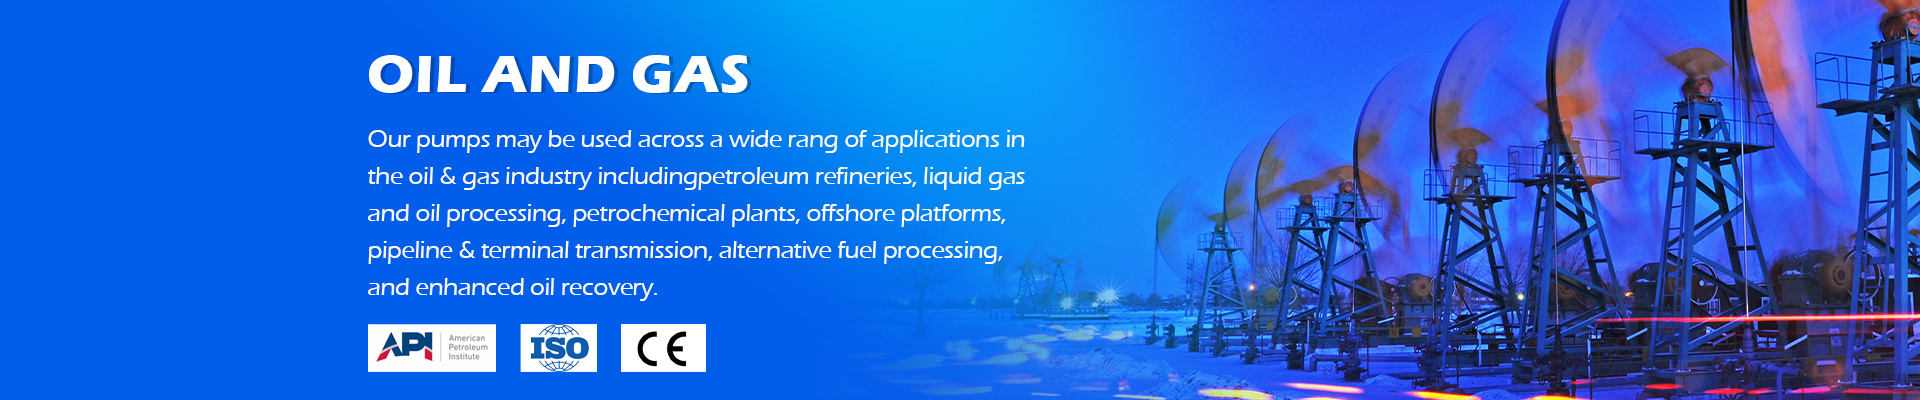 OIL AND GAS
Our pumps may be used across a wide rang of applications in
the oil & gas industry includingpetroleum refineries, liquid gas
and oil processing, petrochemical plants, offshore platforms,
pipeline & terminal transmission, alternative fuel processing,
and enhanced oil recovery.
API
American
Petroleum
Institute
ISO
CE